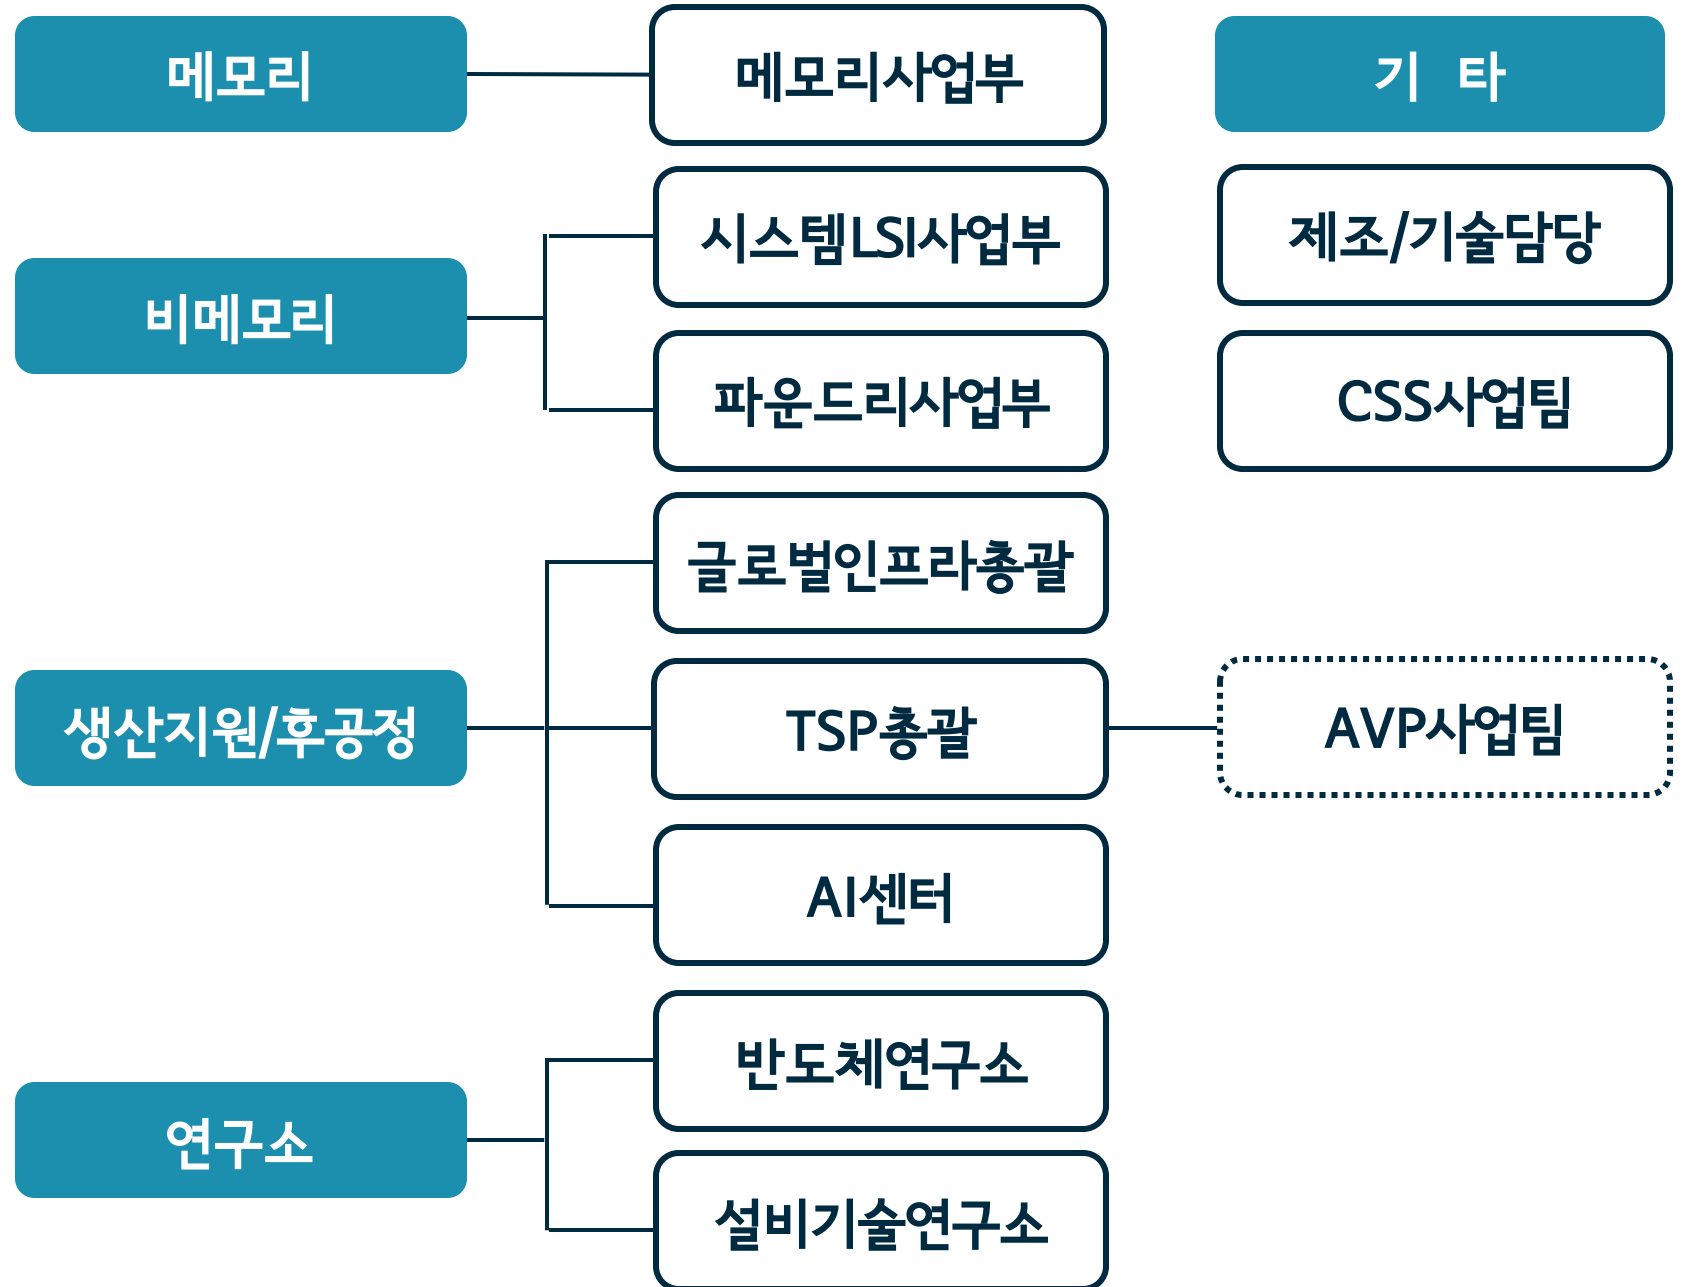 메모리
메모리사업부
비메모리
시스템LSI사업부
파운드리사업부
생산지원/후공정
글로벌인프라총괄
TSP총괄
AVP사업팀
AI센터
연구소
반도체연구소
설비기술연구소
기 타
제조/기술담당
CSS사업팀